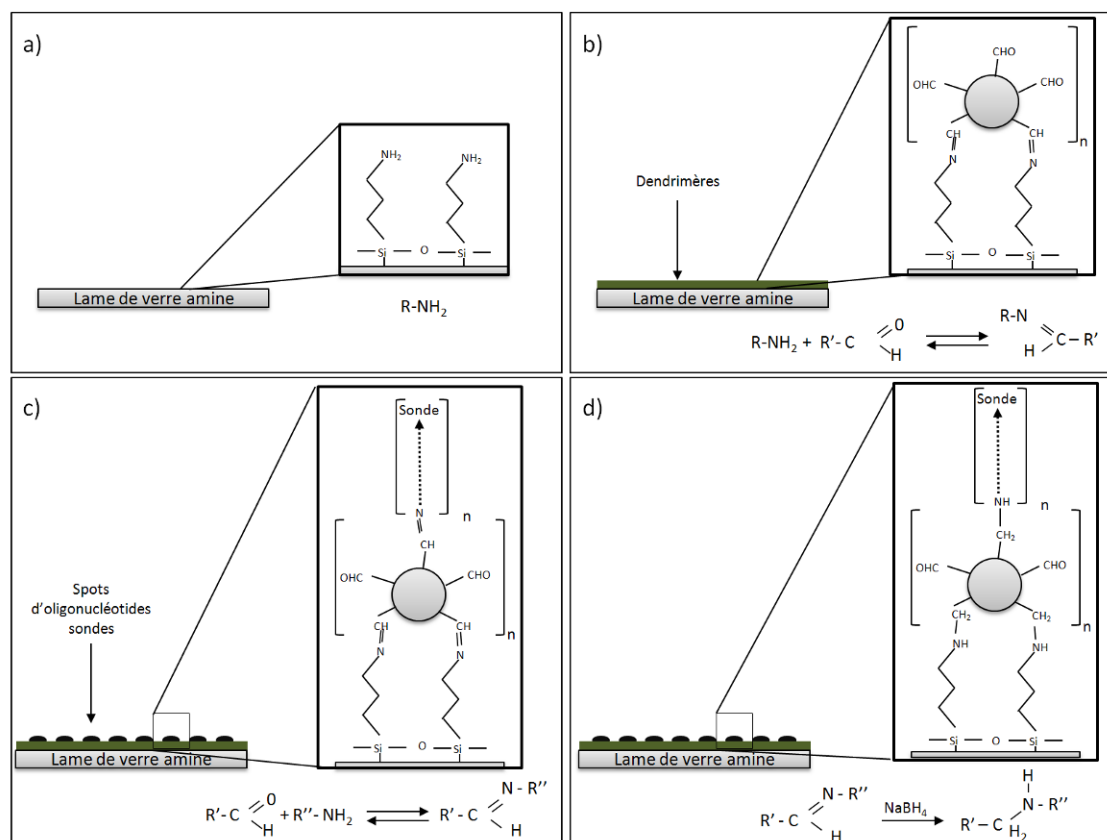 a)
NH₂
NH₂
Si
O
Si
Lame de verre amine
R-NH₂
b)
CHO
OHC
CHO
CH
CH
n
N
N
Dendrimères
Si
O
Si
Lame de verre amine
R-NH₂ + R'- C
O
H
R-N
C – R'
H
c)
Sonde
N
n
CH
OHC
CHO
CH
CH
n
N
N
Spots
d'oligonucléotides
sondes
Si
O
Si
Lame de verre amine
R'- C
O
H
+ R''- NH₂
N - R''
R'- C
H
d)
Sonde
NH
n
CH₂
OHC
CHO
CH₂
CH₂
n
NH
NH
Si
O
Si
Lame de verre amine
N - R''
R'- C
H
NaBH₄
H
N - R''
R'- C
H₂